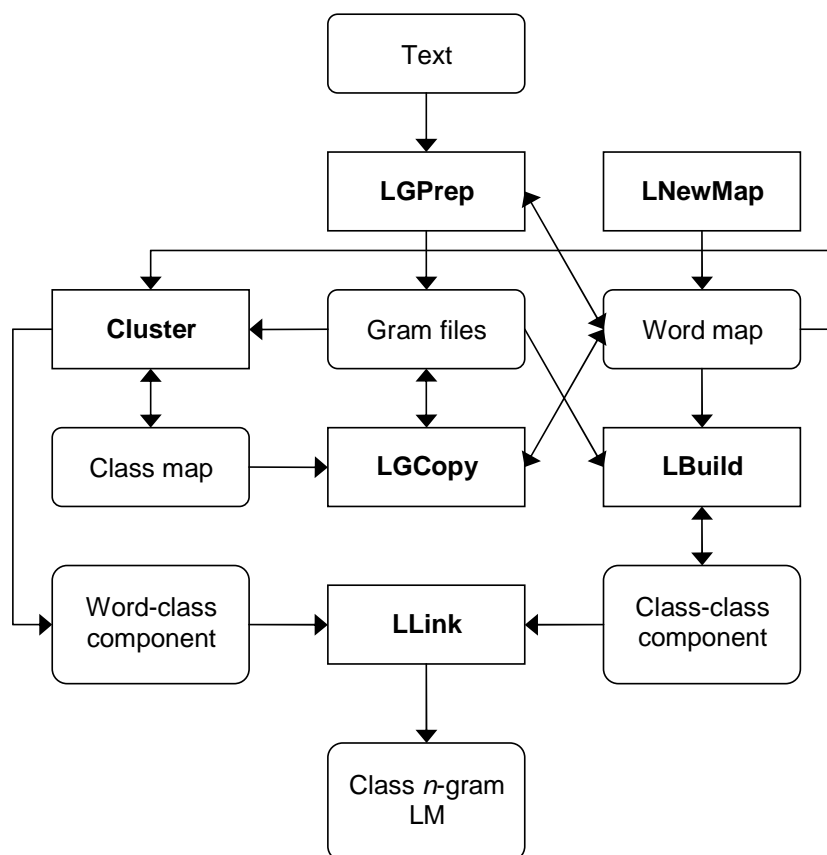 Text
LGPrep
LNewMap
Cluster
Gram files
Word map
Class map
LGCopy
LBuild
Word-class
component
LLink
Class-class
component
Class n-gram
LM